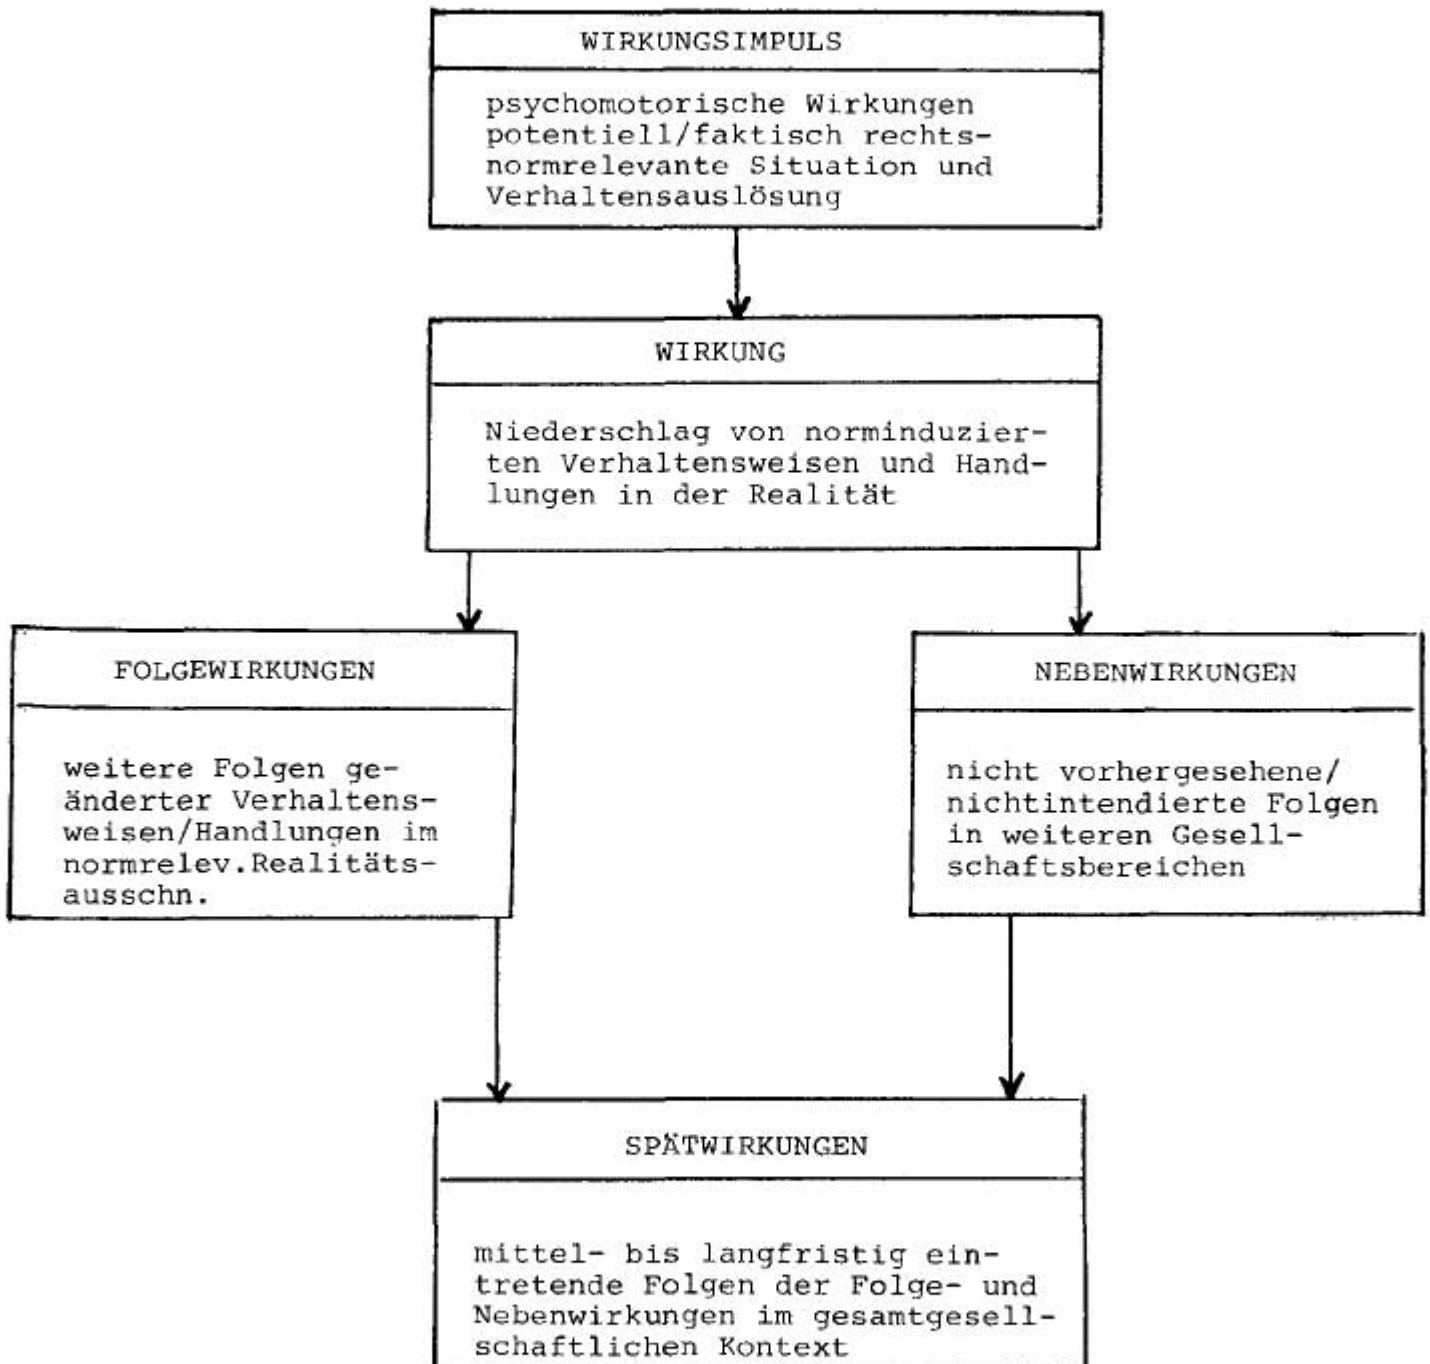 WIRKUNGSIMPULS
psychomotorische Wirkungen
potentiell/faktisch rechts-
normrelevante Situation und
Verhaltensauslösung
WIRKUNG
Niederschlag von norminduzier-
ten Verhaltensweisen und Hand-
lungen in der Realität
FOLGEWIRKUNGEN
weitere Folgen ge-
änderter Verhaltens-
weisen/Handlungen im
normrelev.Realitäts-
ausschn.
NEBENWIRKUNGEN
nicht vorhergesehene/
nichtintendierte Folgen
in weiteren Gesell-
schaftsbereichen
SPÄTWIRKUNGEN
mittel- bis langfristig ein-
tretende Folgen der Folge- und
Nebenwirkungen im gesamtgesell-
schaftlichen Kontext